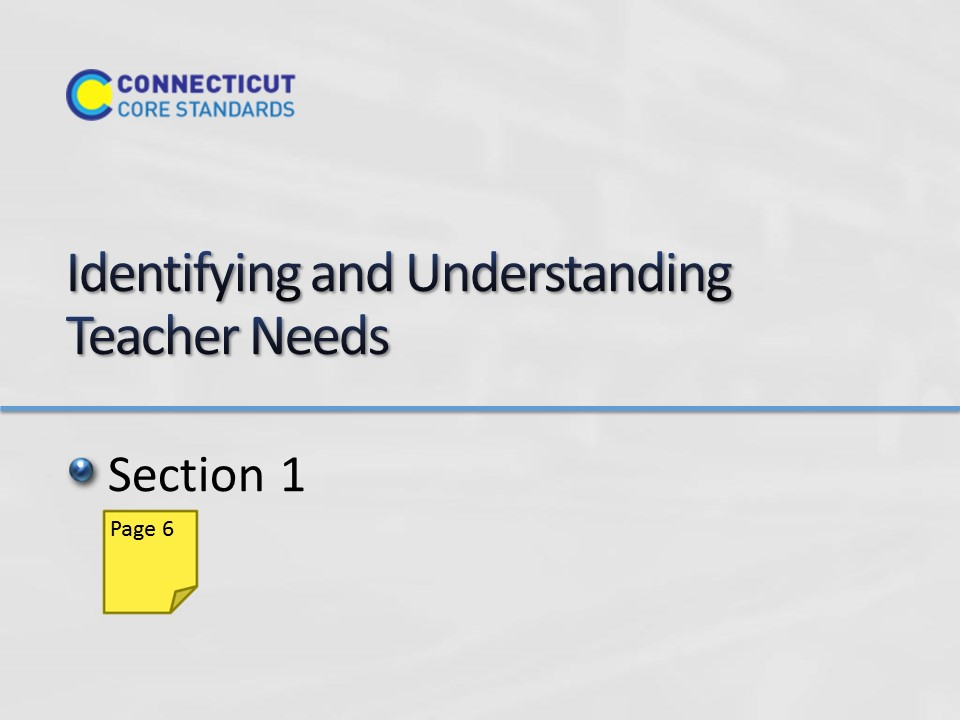 CONNECTICUT
CORE STANDARDS
Identifying and Understanding
Teacher Needs
Section 1
Page 6